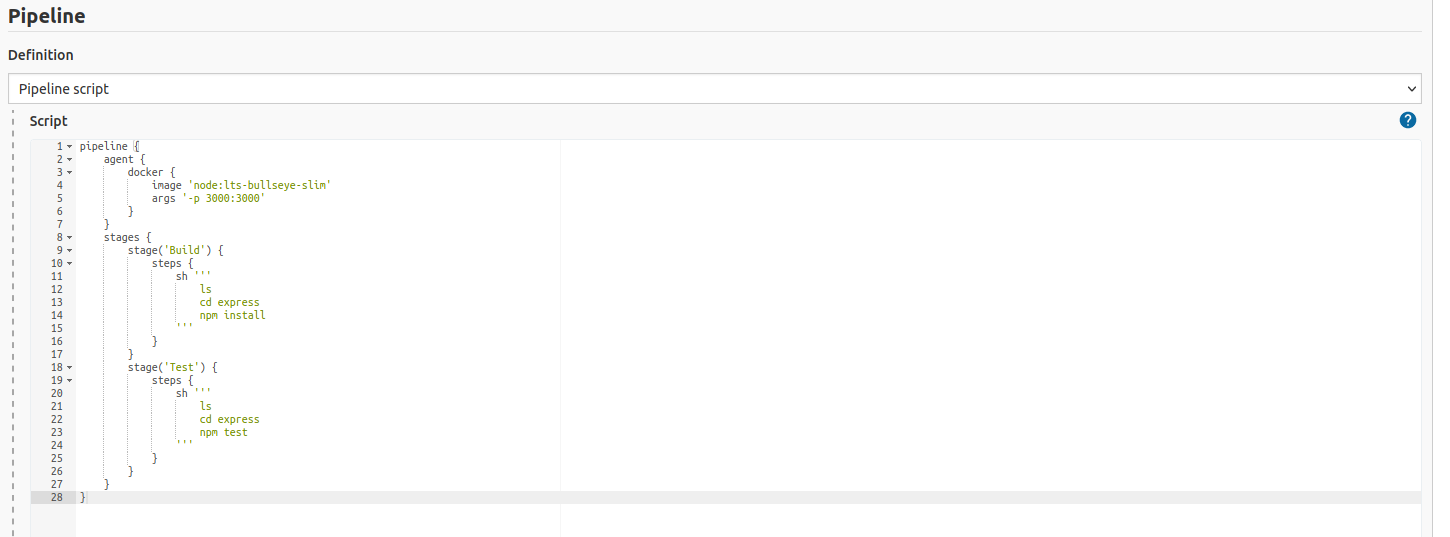 Pipeline
Definition
Pipeline script
Script
?
1 pipeline {
2     agent {
3         docker {
4             image 'node:lts-bullseye-slim'
5             args '-p 3000:3000'
6         }
7     }
8     stages {
9         stage('Build') {
10             steps {
11                 sh '''
12                     ls
13                     cd express
14                     npm install
15                 '''
16             }
17         }
18         stage('Test') {
19             steps {
20                 sh '''
21                     ls
22                     cd express
23                     npm test
24                 '''
25             }
26         }
27     }
28 }